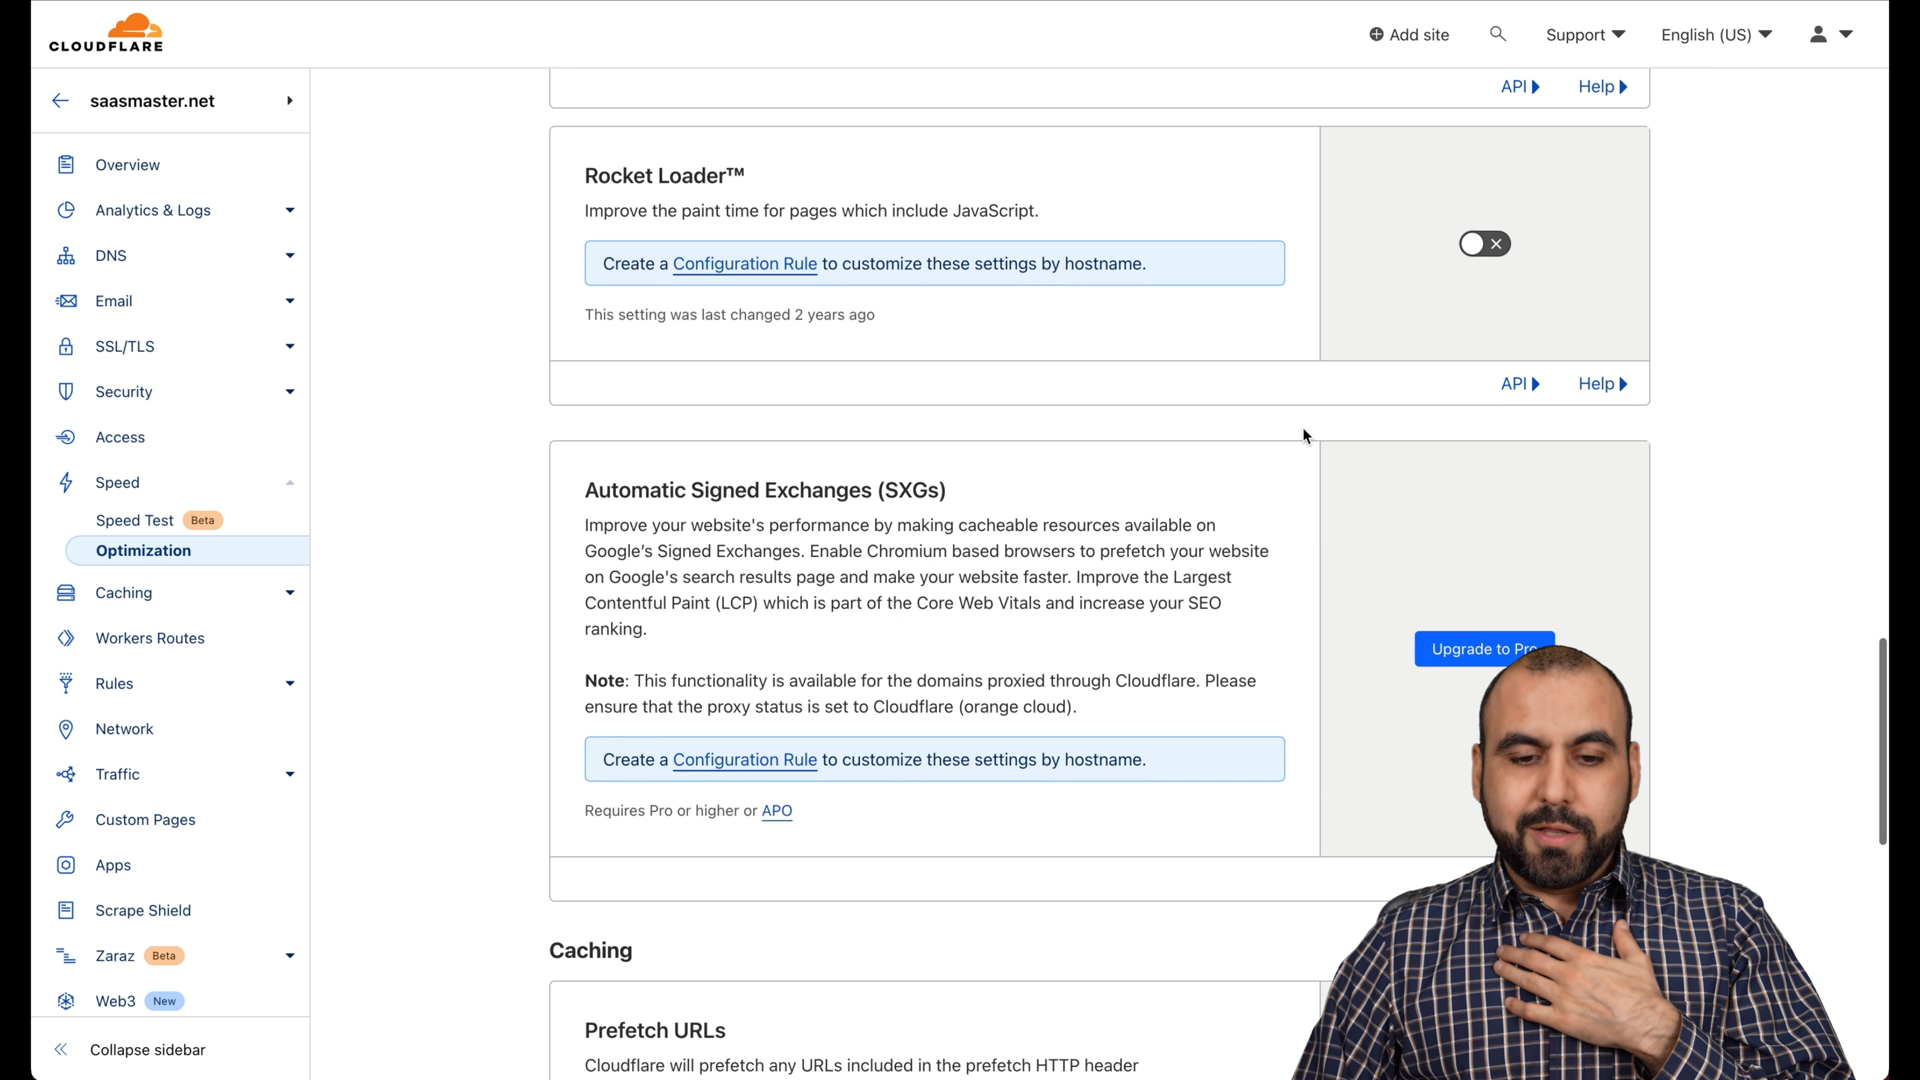 CLOUDFLARE
Add site
Support
English (US)
saasmaster.net
Overview
Analytics & Logs
DNS
Email
SSL/TLS
Security
Access
Speed
Speed Test Beta
Optimization
Caching
Workers Routes
Rules
Network
Traffic
Custom Pages
Apps
Scrape Shield
Zaraz Beta
Web3 New
Collapse sidebar
API Help
Rocket Loader™
Improve the paint time for pages which include JavaScript.
Create a Configuration Rule to customize these settings by hostname.
This setting was last changed 2 years ago
API Help
Automatic Signed Exchanges (SXGs)
Improve your website's performance by making cacheable resources available on
Google's Signed Exchanges. Enable Chromium based browsers to prefetch your website
on Google's search results page and make your website faster. Improve the Largest
Contentful Paint (LCP) which is part of the Core Web Vitals and increase your SEO
ranking.
Note: This functionality is available for the domains proxied through Cloudflare. Please
ensure that the proxy status is set to Cloudflare (orange cloud).
Create a Configuration Rule to customize these settings by hostname.
Requires Pro or higher or APO
Upgrade to Pro
Caching
Prefetch URLs
Cloudflare will prefetch any URLs included in the prefetch HTTP header